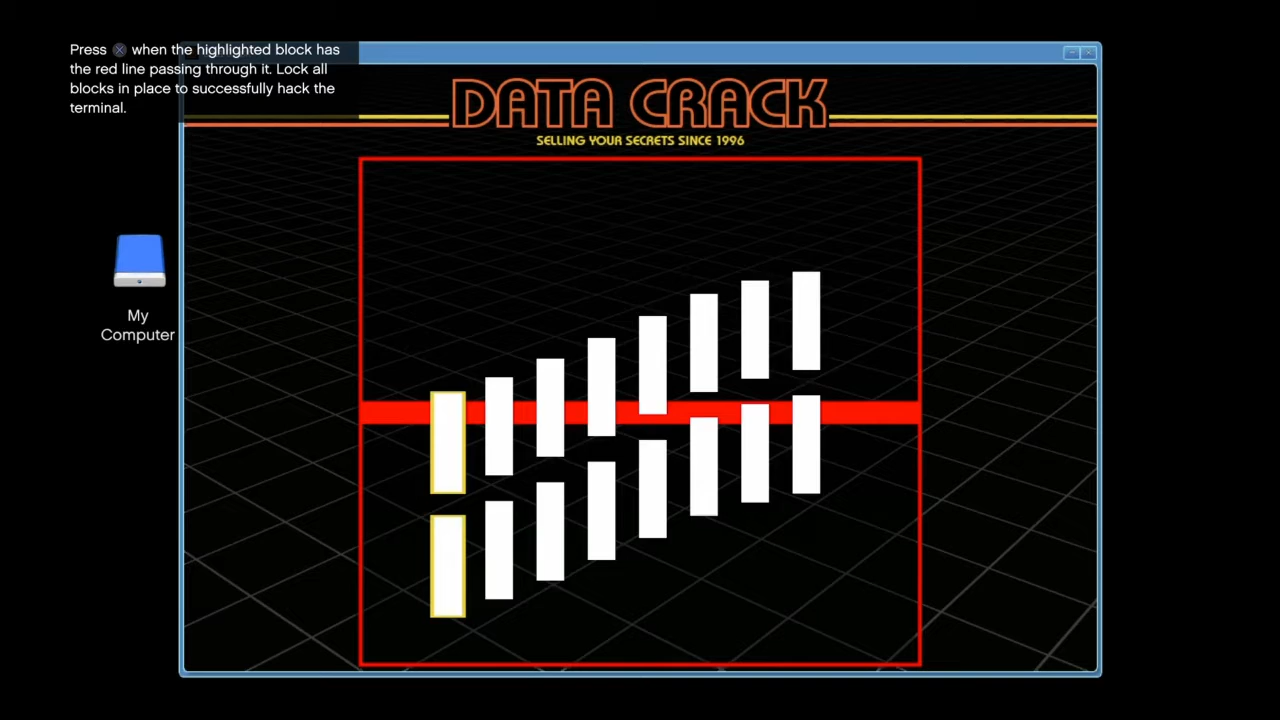 Press ⓧ when the highlighted block has
the red line passing through it. Lock all
blocks in place to successfully hack the
terminal.
DATA CRACK
SELLING YOUR SECRETS SINCE 1996
My
Computer